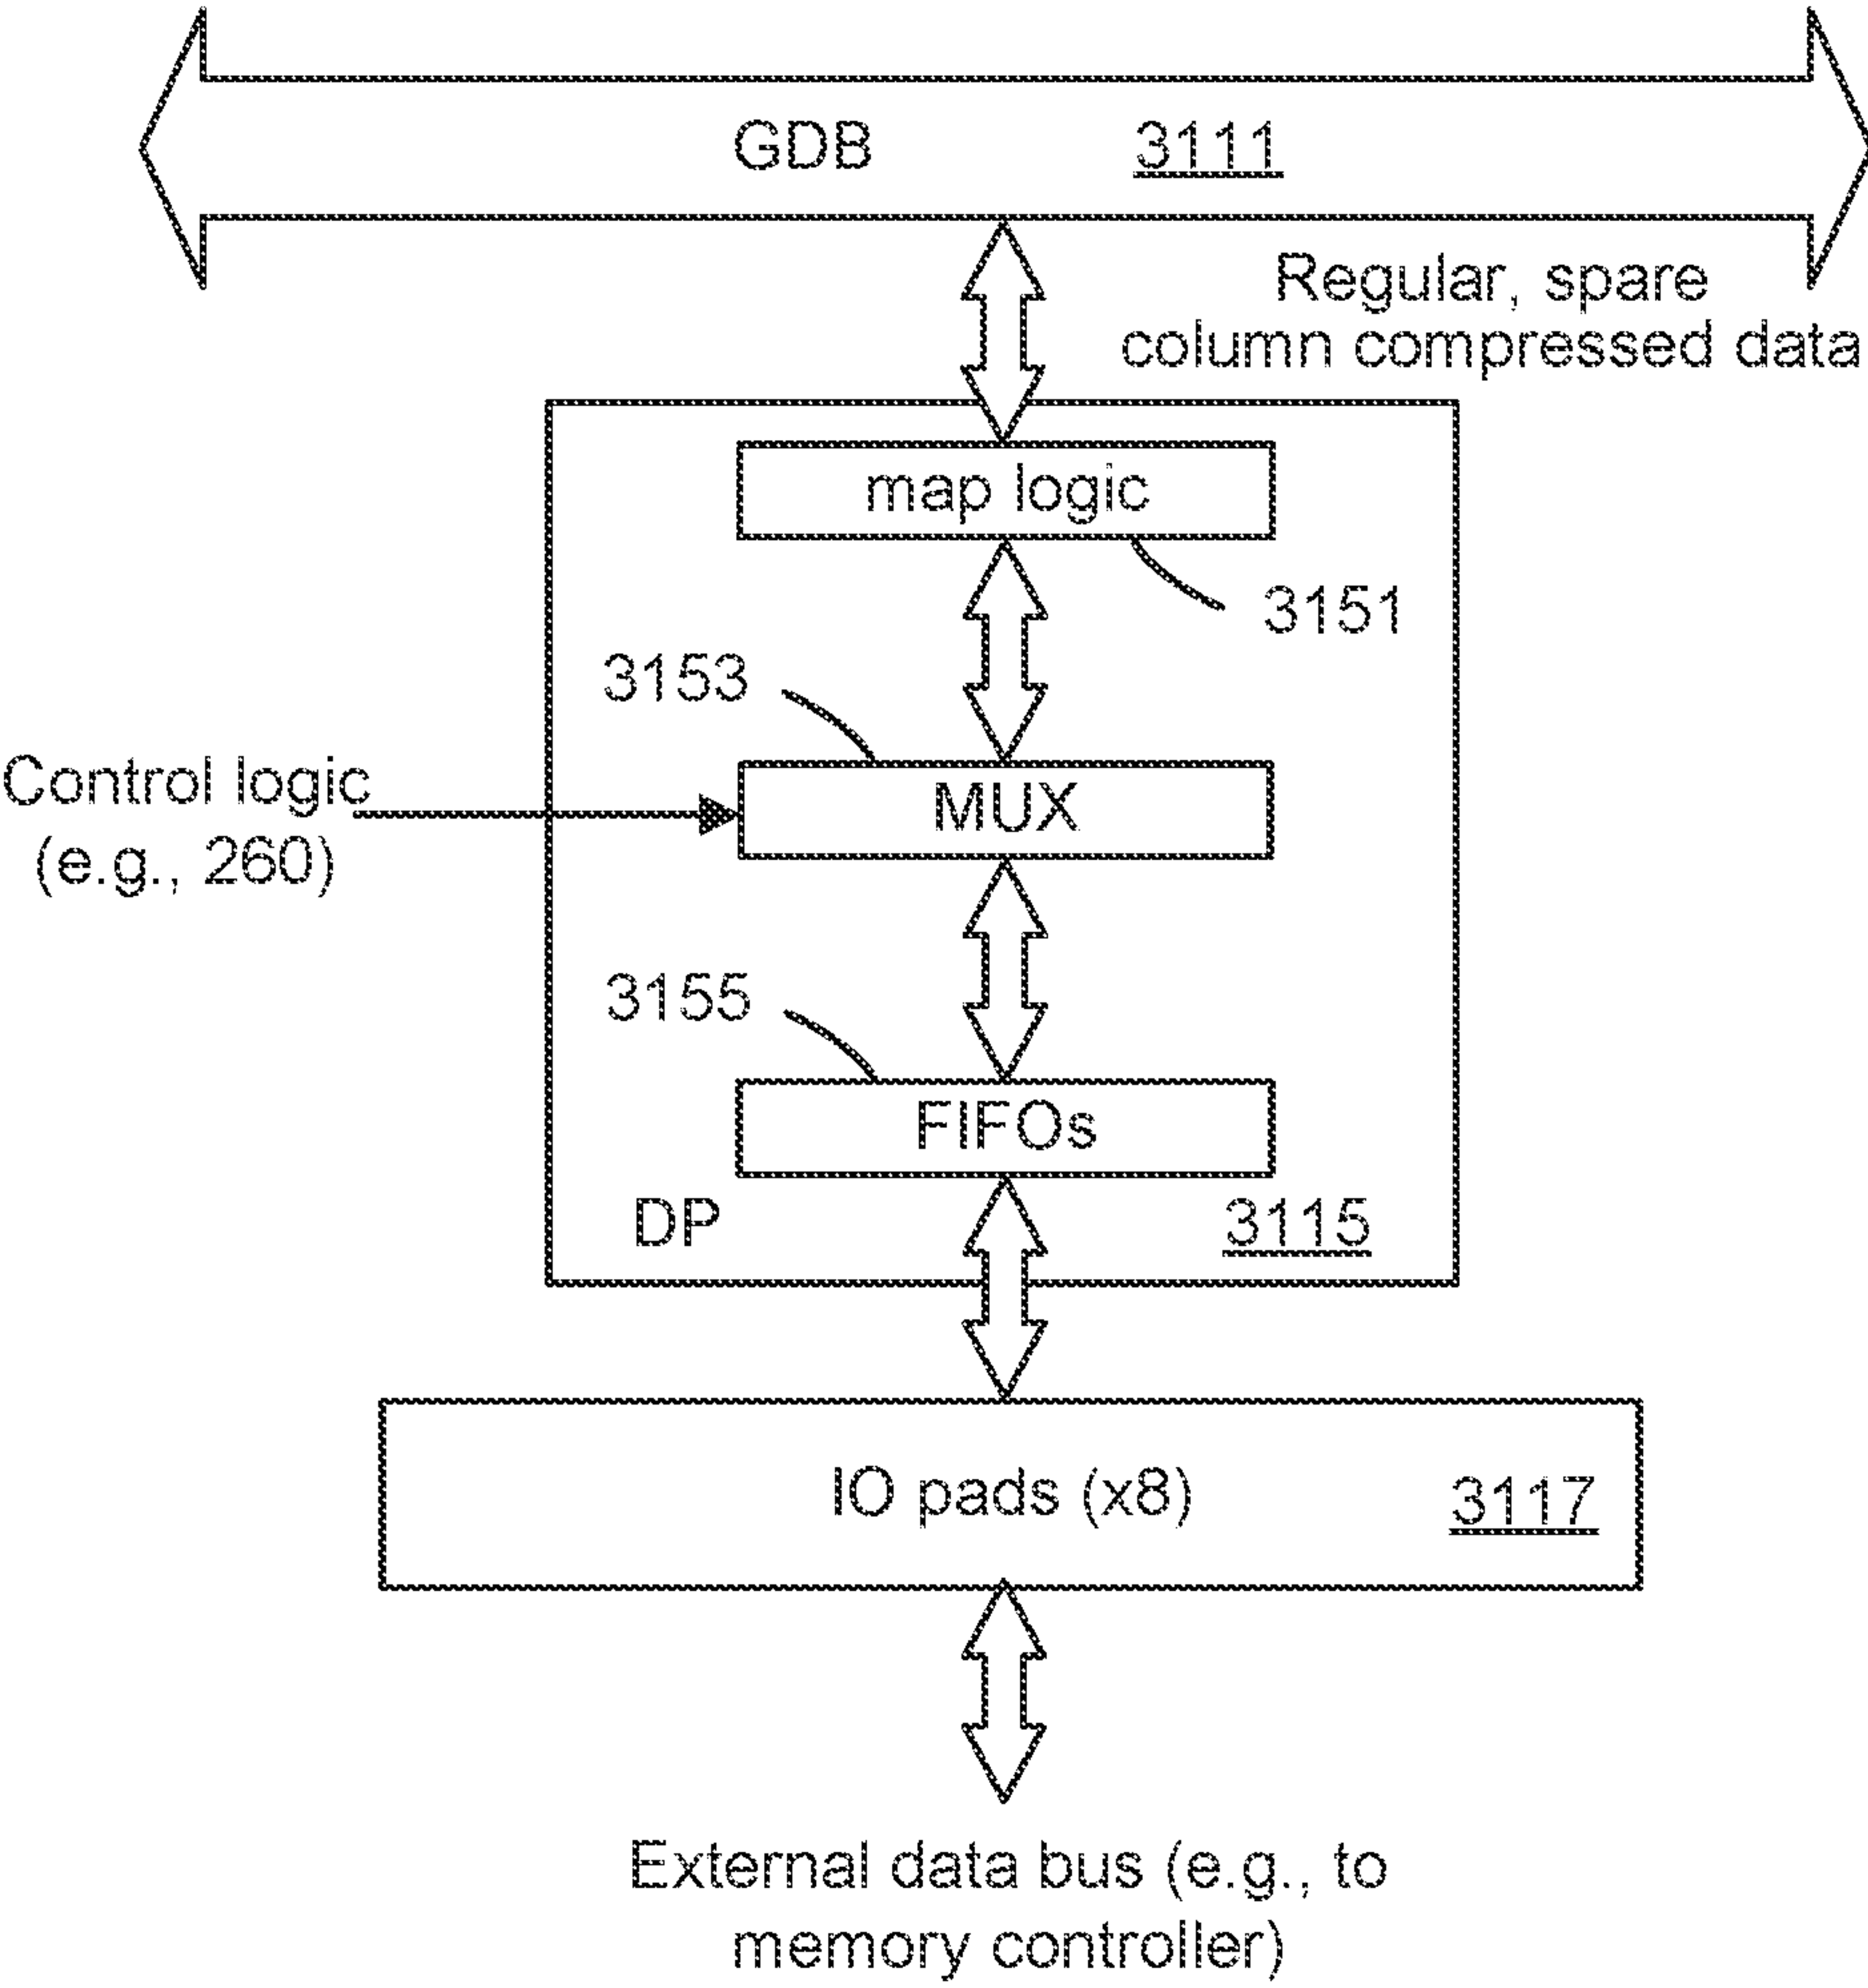 GDB 3111
Regular, spare
column compressed data
map logic
3151
3153
Control logic
(e.g., 260)
MUX
3155
FIFOs
DP 3115
IO pads (x8) 3117
External data bus (e.g., to
memory controller)